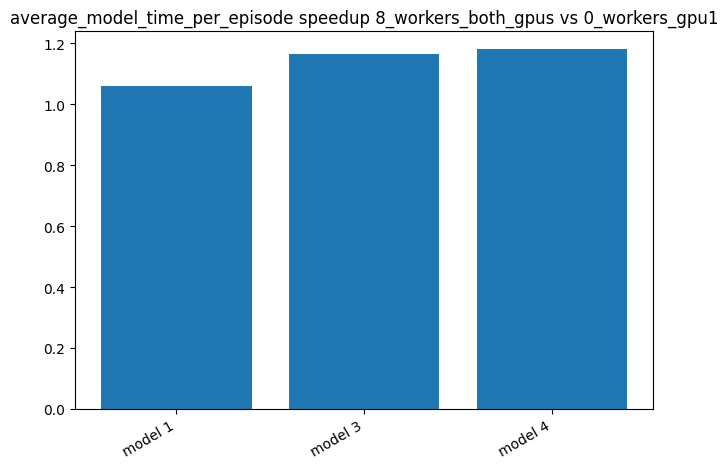 average_model_time_per_episode speedup 8_workers_both_gpus vs 0_workers_gpu1
1.2
1.0
0.8
0.6
0.4
0.2
0.0
model 1
model 3
model 4